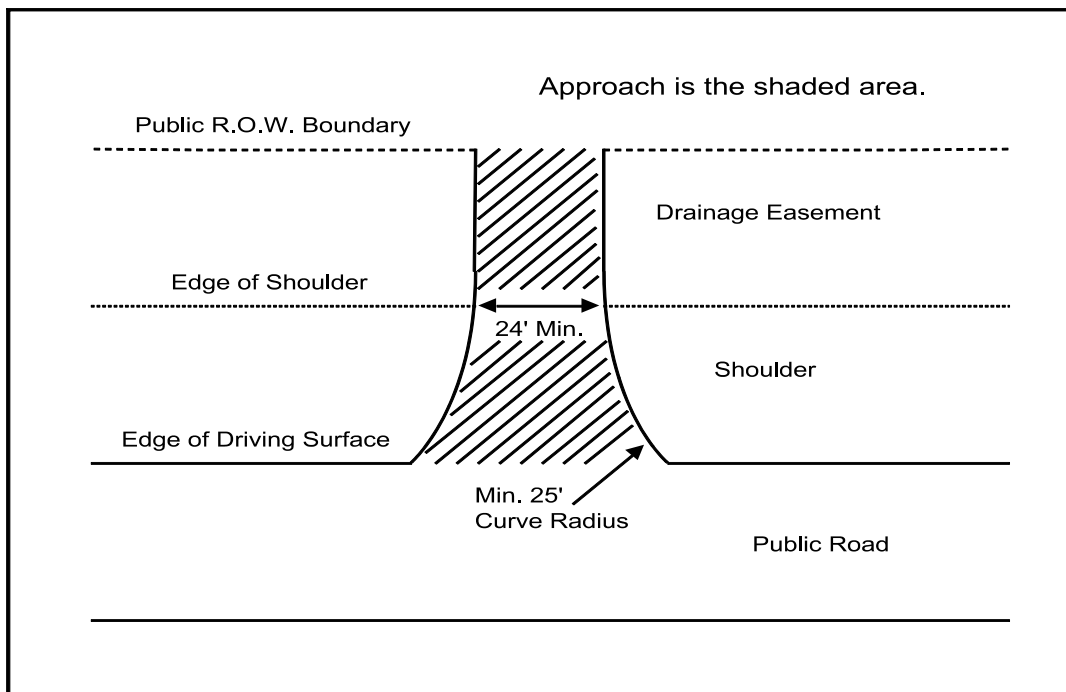 Approach is the shaded area.
Public R.O.W. Boundary
Drainage Easement
Edge of Shoulder
24' Min.
Shoulder
Edge of Driving Surface
Min. 25'
Curve Radius
Public Road